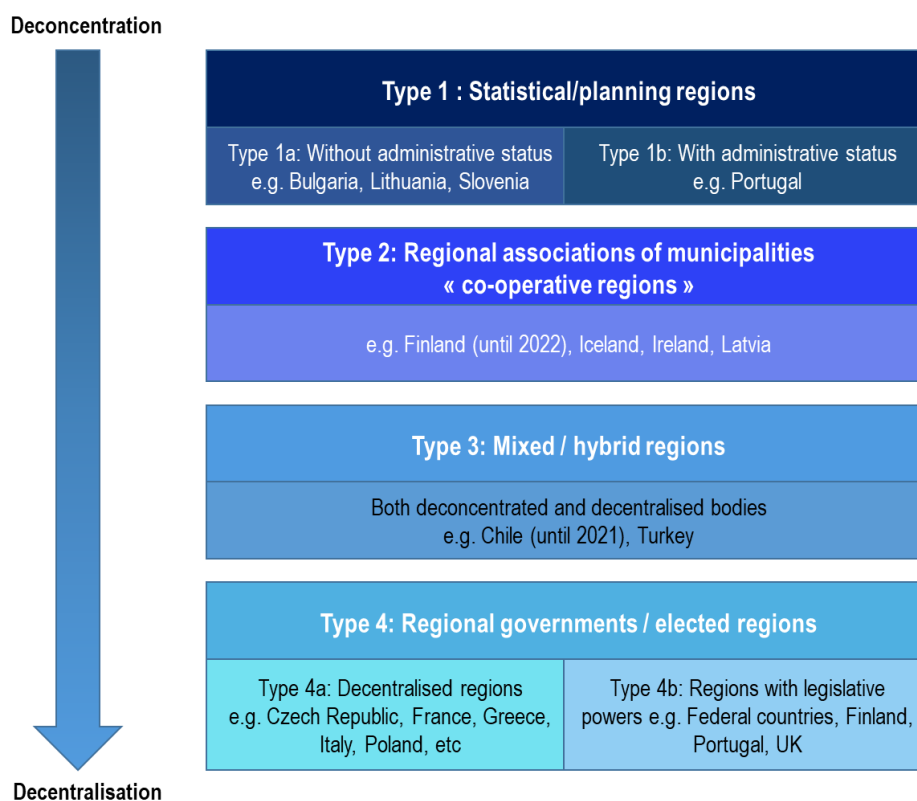 Deconcentration
Type 1 : Statistical/planning regions
Type 1a: Without administrative status
e.g. Bulgaria, Lithuania, Slovenia
Type 1b: With administrative status
e.g. Portugal
Type 2: Regional associations of municipalities
« co-operative regions »
e.g. Finland (until 2022), Iceland, Ireland, Latvia
Type 3: Mixed / hybrid regions
Both deconcentrated and decentralised bodies
e.g. Chile (until 2021), Turkey
Type 4: Regional governments / elected regions
Type 4a: Decentralised regions
e.g. Czech Republic, France, Greece,
Italy, Poland, etc
Type 4b: Regions with legislative
powers e.g. Federal countries, Finland,
Portugal, UK
Decentralisation